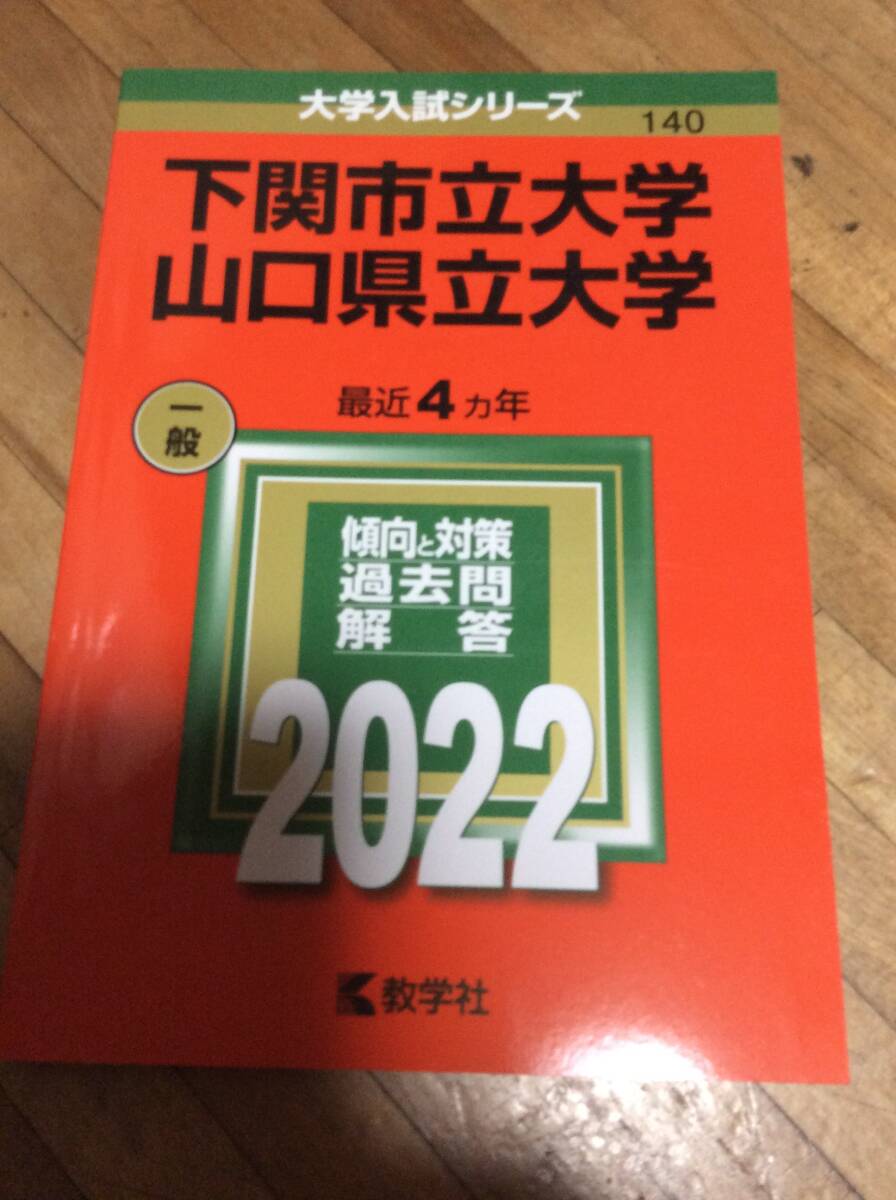 大学入試シリーズ
140
下関市立大学
山口県立大学
最近4ヵ年
一般
傾向と対策
過去問
解答
2022
教学社